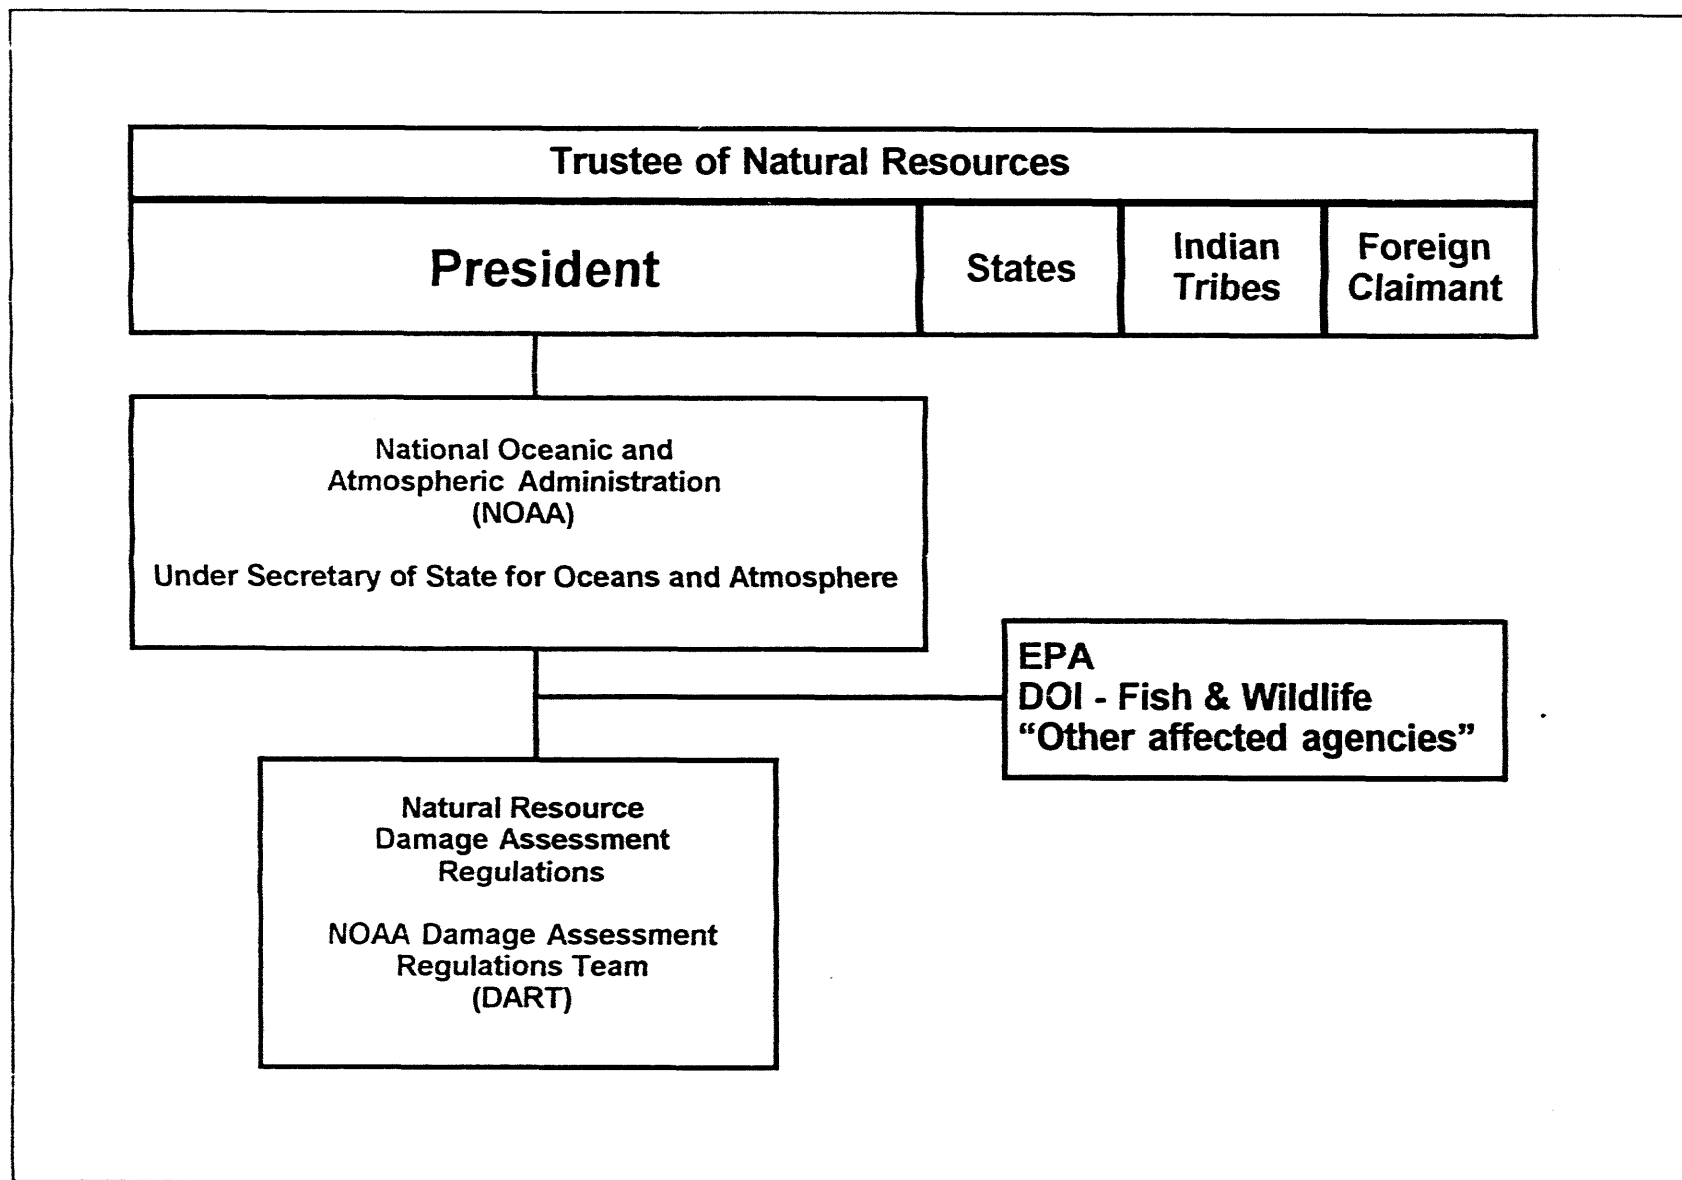 Trustee of Natural Resources
President
States
Indian
Tribes
Foreign
Claimant
National Oceanic and
Atmospheric Administration
(NOAA)
Under Secretary of State for Oceans and Atmosphere
EPA
DOI - Fish & Wildlife
“Other affected agencies”
Natural Resource
Damage Assessment
Regulations
NOAA Damage Assessment
Regulations Team
(DART)